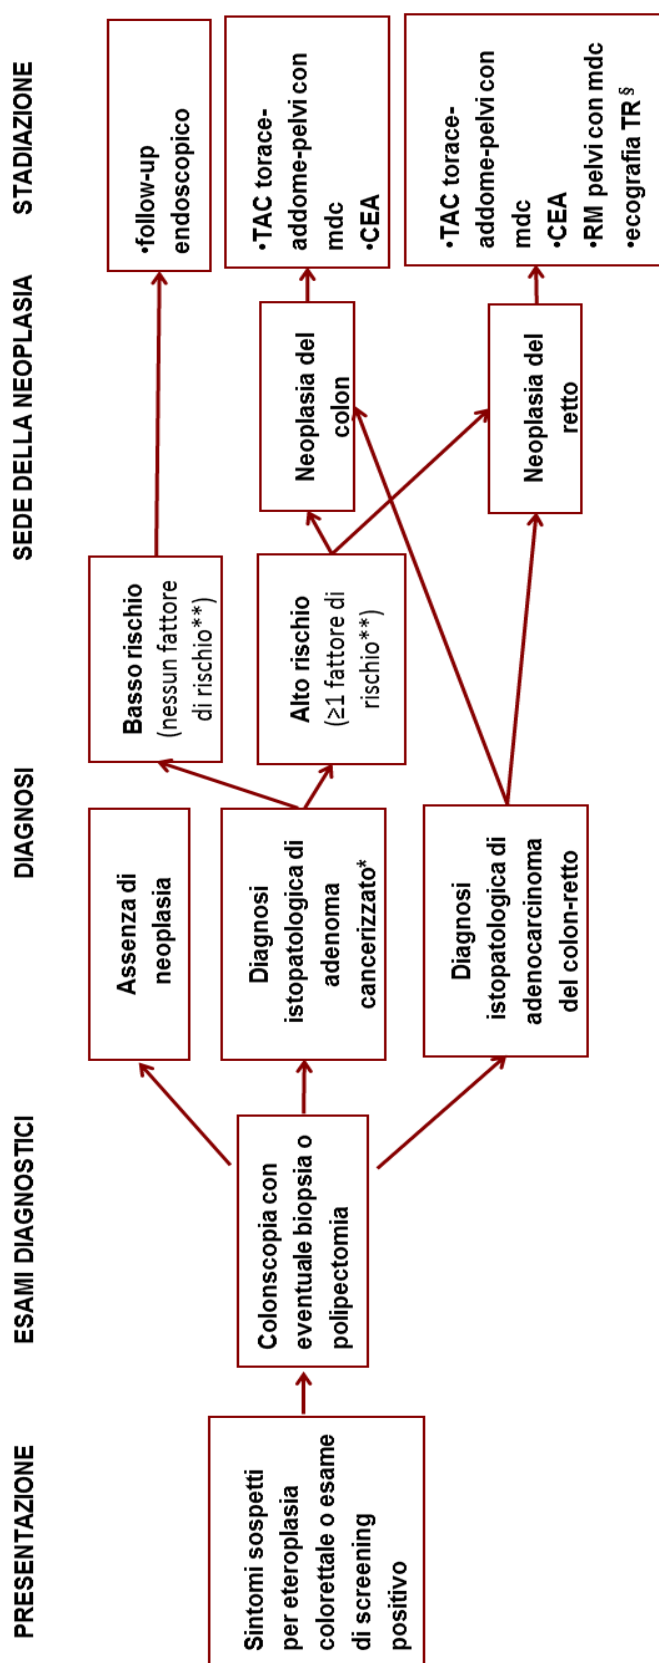 PRESENTAZIONE
ESAMI DIAGNOSTICI
DIAGNOSI
SEDE DELLA NEOPLASIA
STADIAZIONE
Sintomi sospetti
per eteroplasia
colorettale o esame
di screening
positivo
Colonscopia con
eventuale biopsia o
polipectomia
Assenza di
neoplasia
Diagnosi
istopatologica di
adenoma
cancerizzato*
Diagnosi
istopatologica di
adenocarcinoma
del colon-retto
Basso rischio
(nessun fattore
di rischio**)
Alto rischio
(≥1 fattore di
rischio**)
Neoplasia del
colon
Neoplasia del
retto
•follow-up
endoscopico
•TAC torace-
addome-pelvi con
mdc
•CEA
•TAC torace-
addome-pelvi con
mdc
•CEA
•RM pelvi con mdc
•ecografia TR§